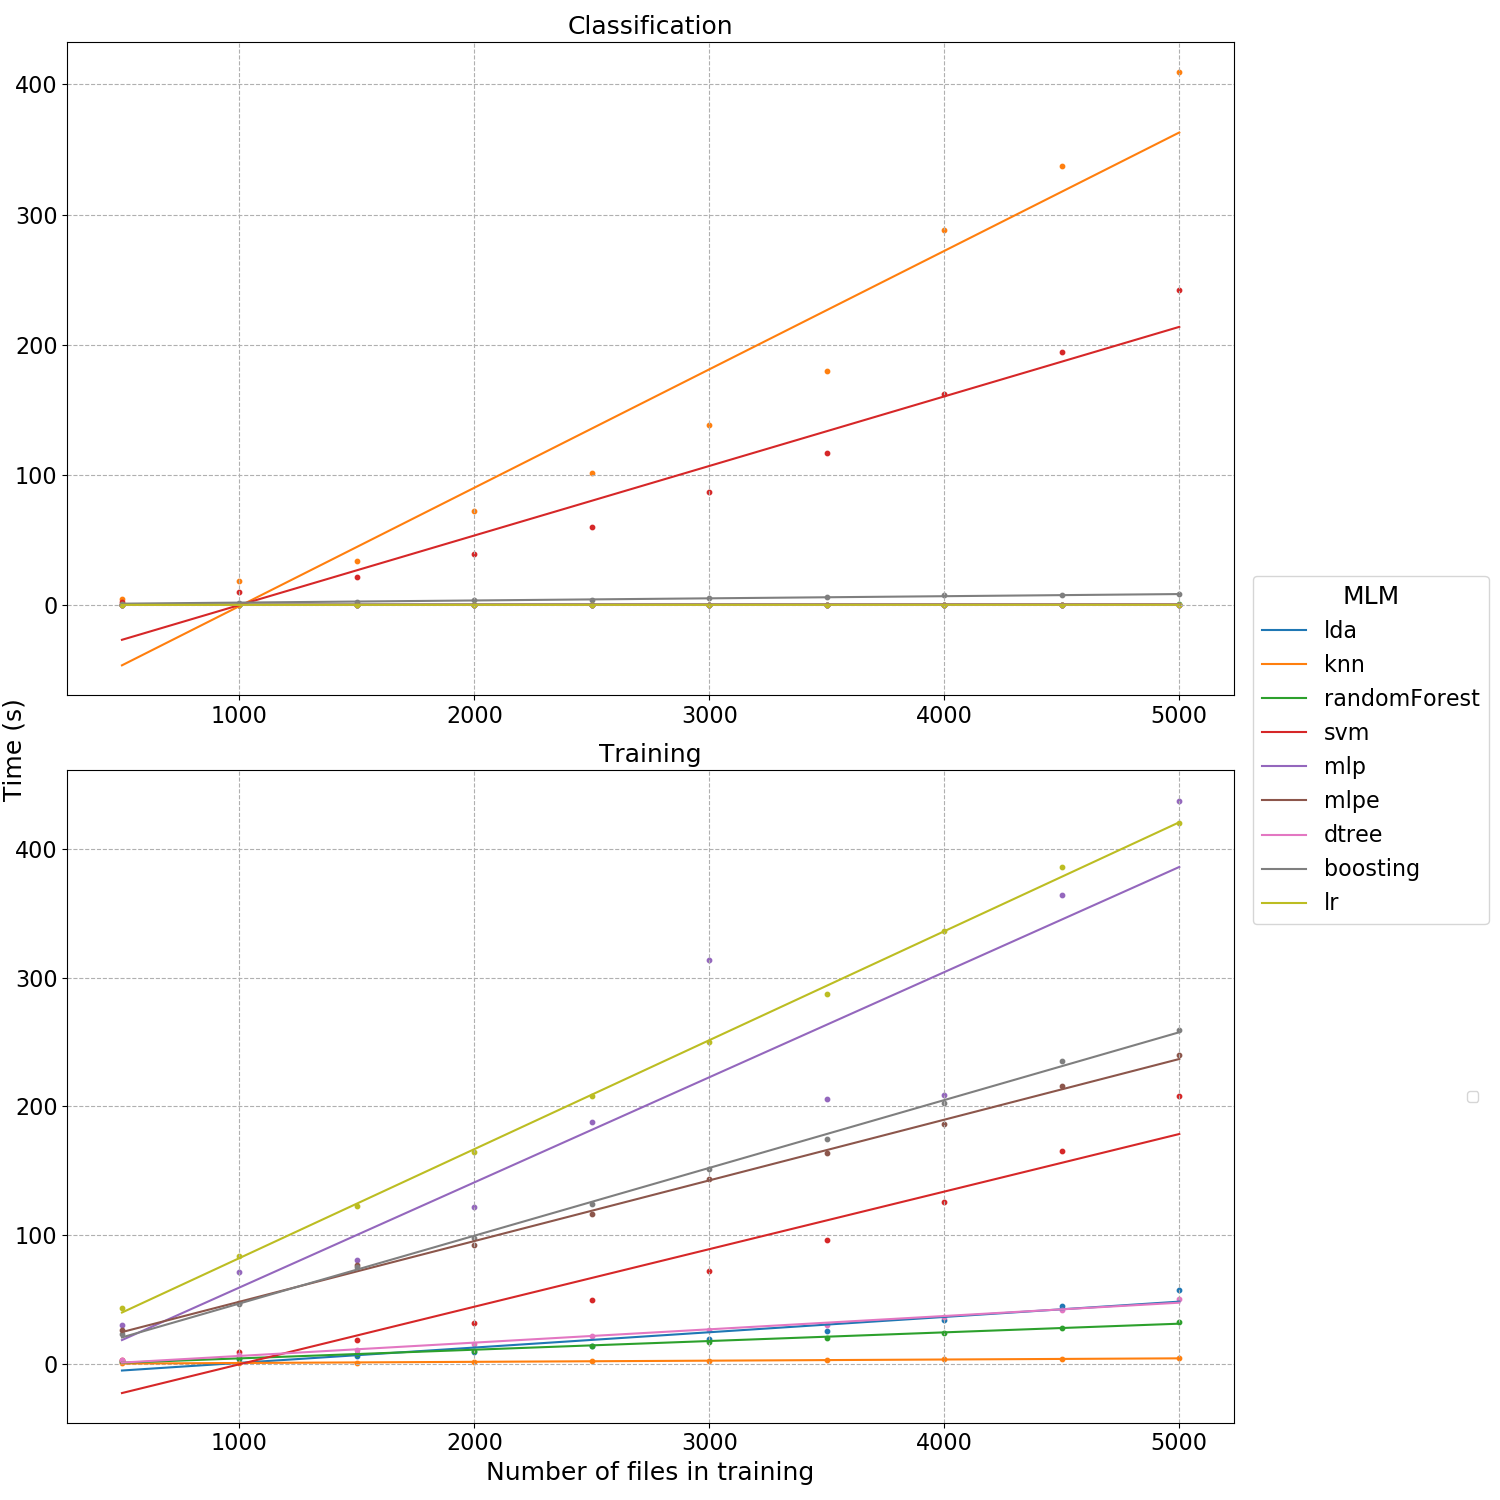 Classification
400
300
200
100
0
1000 2000 3000 4000 5000
Time (s)
Training
400
300
200
100
0
1000 2000 3000 4000 5000
Number of files in training
MLM
lda
knn
randomForest
svm
mlp
mlpe
dtree
boosting
lr